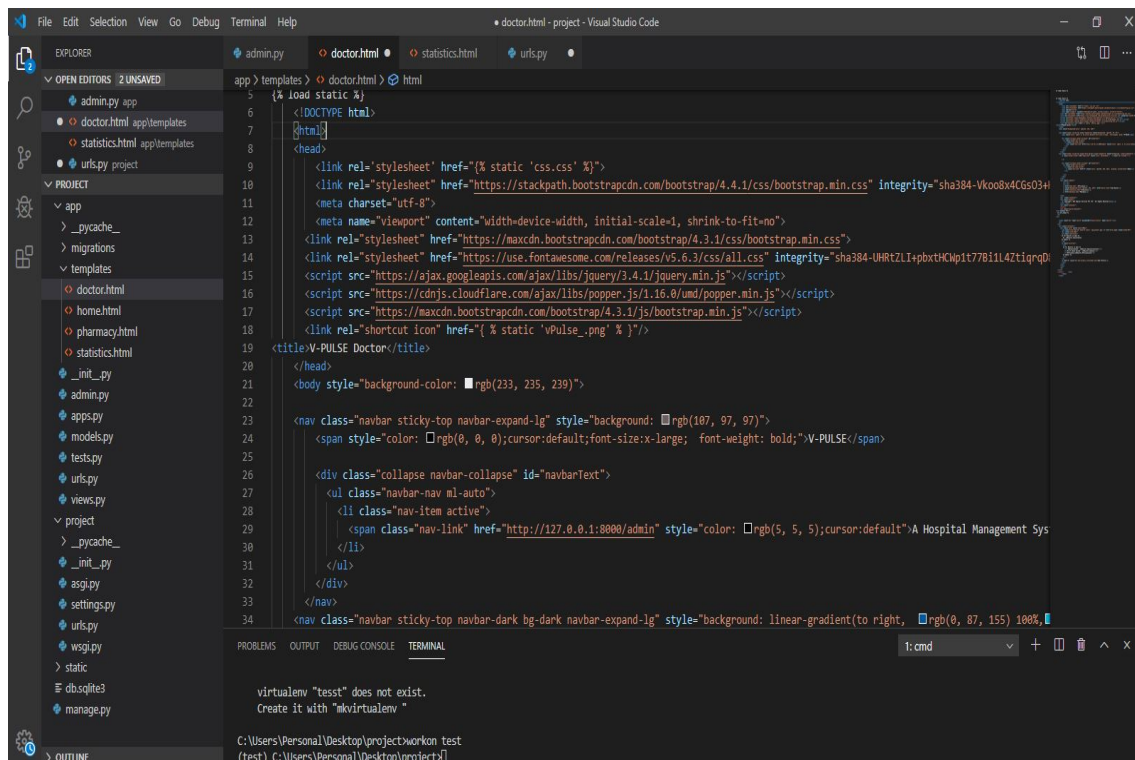 File Edit Selection View Go Debug Terminal Help
● doctor.html - project - Visual Studio Code
EXPLORER
OPEN EDITORS 2 UNSAVED
admin.py app
● doctor.html app\templates
statistics.html app\templates
● urls.py project
PROJECT
app
__pycache__
migrations
templates
doctor.html
home.html
pharmacy.html
statistics.html
__init__.py
admin.py
apps.py
models.py
tests.py
urls.py
views.py
project
__pycache__
__init__.py
asgi.py
settings.py
urls.py
wsgi.py
static
db.sqlite3
manage.py
OUTLINE
2
admin.py doctor.html ● statistics.html urls.py ●
app > templates > doctor.html > html
5 {% load static %}
6 <!DOCTYPE html>
7 <html>
8 <head>
9 <link rel='stylesheet' href="{% static 'css.css' %}">
10 <link rel="stylesheet" href="https://stackpath.bootstrapcdn.com/bootstrap/4.4.1/css/bootstrap.min.css" integrity="sha384-Vkoo8x4CGsO3+
11 <meta charset="utf-8">
12 <meta name="viewport" content="width=device-width, initial-scale=1, shrink-to-fit=no">
13 <link rel="stylesheet" href="https://maxcdn.bootstrapcdn.com/bootstrap/4.3.1/css/bootstrap.min.css">
14 <link rel="stylesheet" href="https://use.fontawesome.com/releases/v5.6.3/css/all.css" integrity="sha384-UHRtZLI+pbxtHCWp1t77Bi1L4Ztiqrq
15 <script src="https://ajax.googleapis.com/ajax/libs/jquery/3.4.1/jquery.min.js"></script>
16 <script src="https://cdnjs.cloudflare.com/ajax/libs/popper.js/1.16.0/umd/popper.min.js"></script>
17 <script src="https://maxcdn.bootstrapcdn.com/bootstrap/4.3.1/js/bootstrap.min.js"></script>
18 <link rel="shortcut icon" href="{ % static 'vPulse_.png' % }"/>
19 <title>V-PULSE Doctor</title>
20 </head>
21 <body style="background-color: rgb(233, 235, 239)">
22
23 <nav class="navbar sticky-top navbar-expand-lg" style="background: rgb(107, 97, 97)">
24 <span style="color: rgb(0, 0, 0);cursor:default;font-size:x-large; font-weight: bold;">V-PULSE</span>
25
26 <div class="collapse navbar-collapse" id="navbarText">
27 <ul class="navbar-nav ml-auto">
28 <li class="nav-item active">
29 <span class="nav-link" href="http://127.0.0.1:8000/admin" style="color: rgb(5, 5, 5);cursor:default">A Hospital Management Sys
30 </li>
31 </ul>
32 </div>
33 </nav>
34 <nav class="navbar sticky-top navbar-dark bg-dark navbar-expand-lg" style="background: linear-gradient(to right, rgb(0, 87, 155) 100%,
PROBLEMS OUTPUT DEBUG CONSOLE TERMINAL
1: cmd
virtualenv "tesst" does not exist.
Create it with "mkvirtualenv "
C:\Users\Personal\Desktop\project>workon test
(test) C:\Users\Personal\Desktop\project>